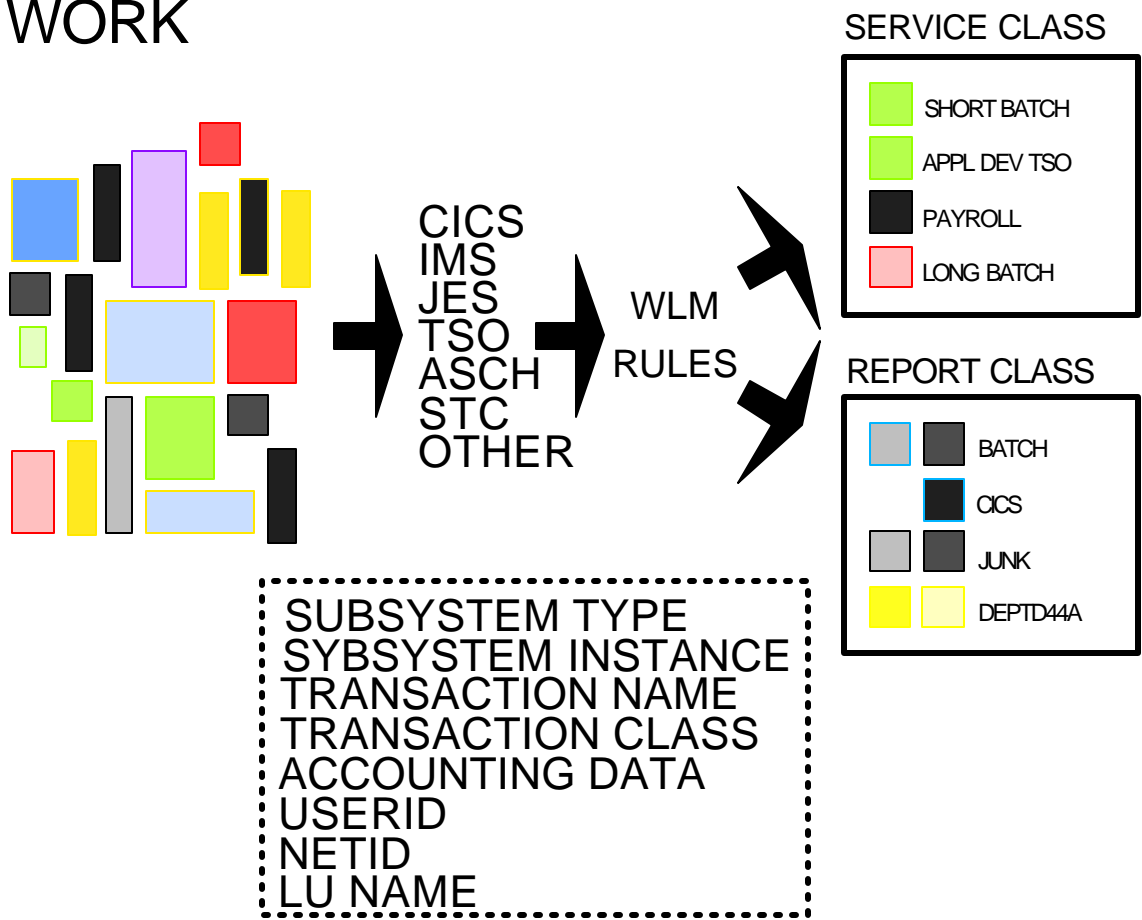 WORK
CICS
IMS
JES
TSO
ASCH
STC
OTHER
WLM
RULES
SERVICE CLASS
SHORT BATCH
APPL DEV TSO
PAYROLL
LONG BATCH
REPORT CLASS
BATCH
CICS
JUNK
DEPTD44A
SUBSYSTEM TYPE
SYBSYSTEM INSTANCE
TRANSACTION NAME
TRANSACTION CLASS
ACCOUNTING DATA
USERID
NETID
LU NAME